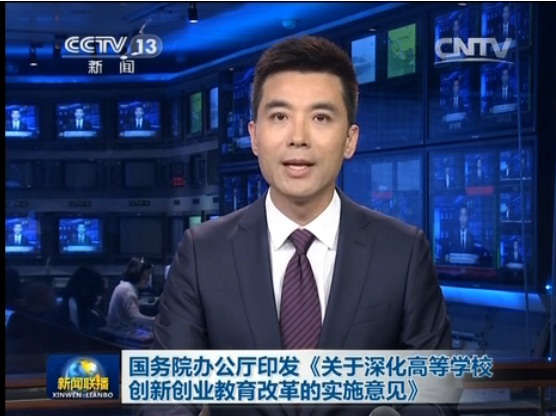 CCTV 13
新闻
CNTV
新闻联播
XINWEN LIANBO
国务院办公厅印发《关于深化高等学校
创新创业教育改革的实施意见》